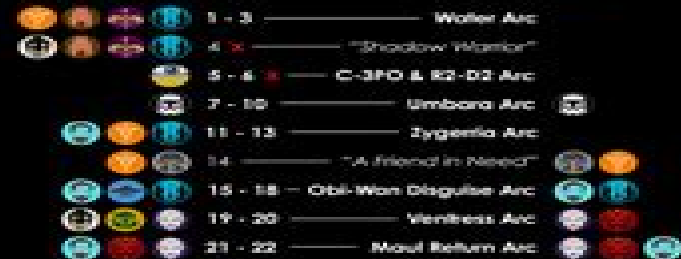 1 - 3 Water Arc
4 × "Shadow Warrior"
5 - 6 × C-3PO & R2-D2 Arc
7 - 10 Umbara Arc
11 - 13 Zygerria Arc
14 "A Friend in Need"
15 - 18 Obi-Wan Disguise Arc
19 - 20 Ventress Arc
21 - 22 Maul Return Arc